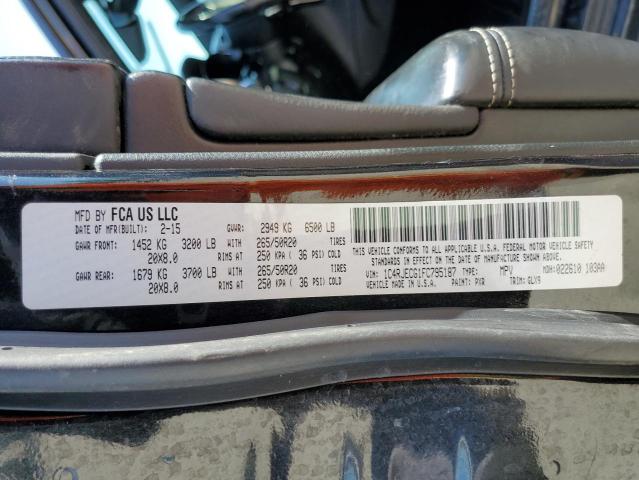 MFD BY FCA US LLC
DATE OF MFR(BUILT): 2-15 GVWR: 2949 KG 6500 LB
GAWR FRONT: 1452 KG 3200 LB WITH 265/50R20 TIRES
20X8.0 RIMS AT 250 KPA ( 36 PSI) COLD
GAWR REAR: 1679 KG 3700 LB WITH 265/50R20 TIRES
20X8.0 RIMS AT 250 KPA ( 36 PSI) COLD
THIS VEHICLE CONFORMS TO ALL APPLICABLE U.S.A. FEDERAL MOTOR VEHICLE SAFETY
STANDARDS IN EFFECT ON THE DATE OF MANUFACTURE SHOWN ABOVE.
VIN: 1C4RJECG1FC795187 TYPE: MPV MDH: 022610 103AA
VEHICLE MADE IN U.S.A. PAINT: PXR TRIM: GLX9